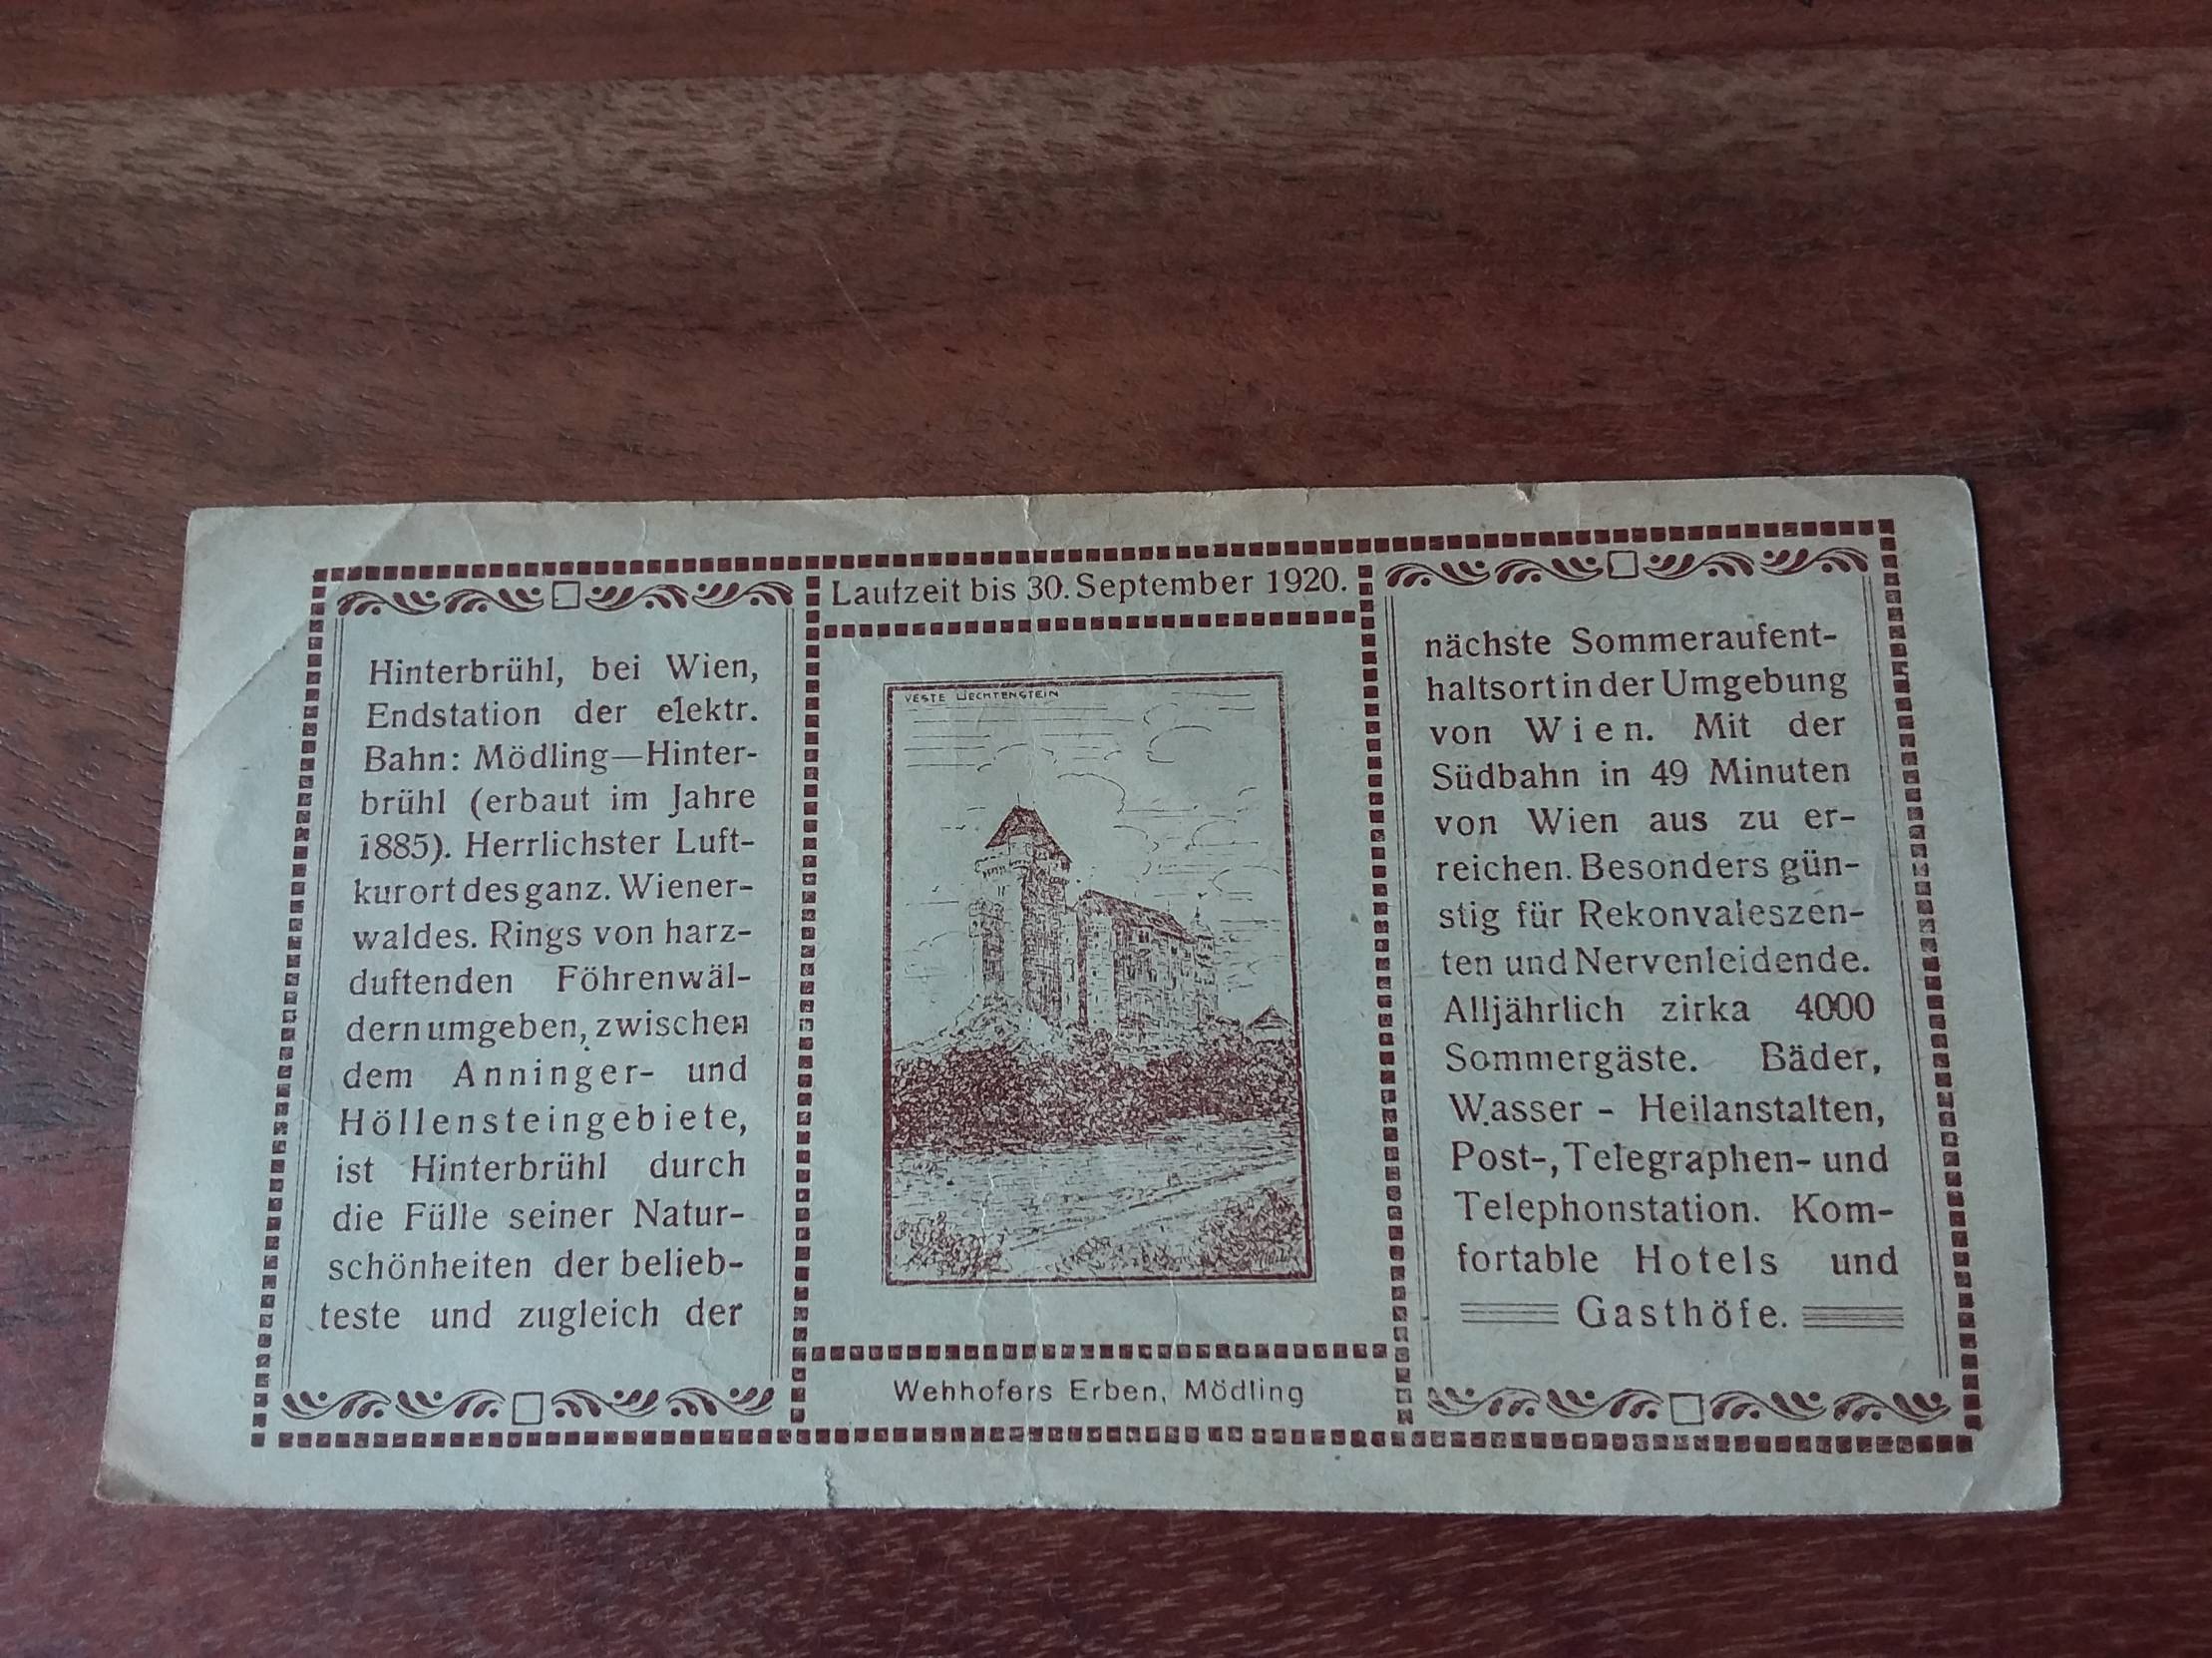 Laufzeit bis 30. September 1920.
Hinterbrühl, bei Wien,
Endstation der elektr.
Bahn: Mödling—Hinter-
brühl (erbaut im Jahre
1885). Herrlichster Luft-
kurort des ganz. Wiener-
waldes. Rings von harz-
duftenden Föhrenwäl-
dern umgeben, zwischen
dem Anninger- und
Höllensteingebiete,
ist Hinterbrühl durch
die Fülle seiner Natur-
schönheiten der belieb-
teste und zugleich der
VESTE LIECHTENSTEIN
Wehhofers Erben, Mödling
nächste Sommeraufent-
haltsort in der Umgebung
von Wien. Mit der
Südbahn in 49 Minuten
von Wien aus zu er-
reichen. Besonders gün-
stig für Rekonvaleszen-
ten und Nervenleidende.
Alljährlich zirka 4000
Sommergäste. Bäder,
Wasser - Heilanstalten,
Post-, Telegraphen- und
Telephonstation. Kom-
fortable Hotels und
Gasthöfe.